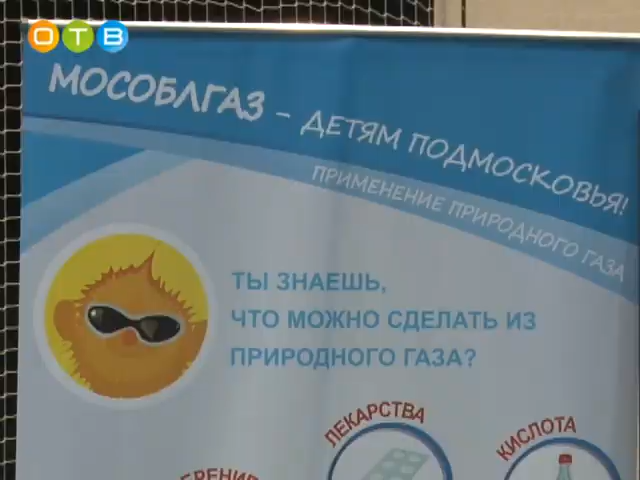 ОТВ
МОСОБЛГАЗ - ДЕТЯМ ПОДМОСКОВЬЯ!
ПРИМЕНЕНИЕ ПРИРОДНОГО ГАЗА
ТЫ ЗНАЕШЬ,
ЧТО МОЖНО СДЕЛАТЬ ИЗ
ПРИРОДНОГО ГАЗА?
ЛЕКАРСТВА
КИСЛОТА